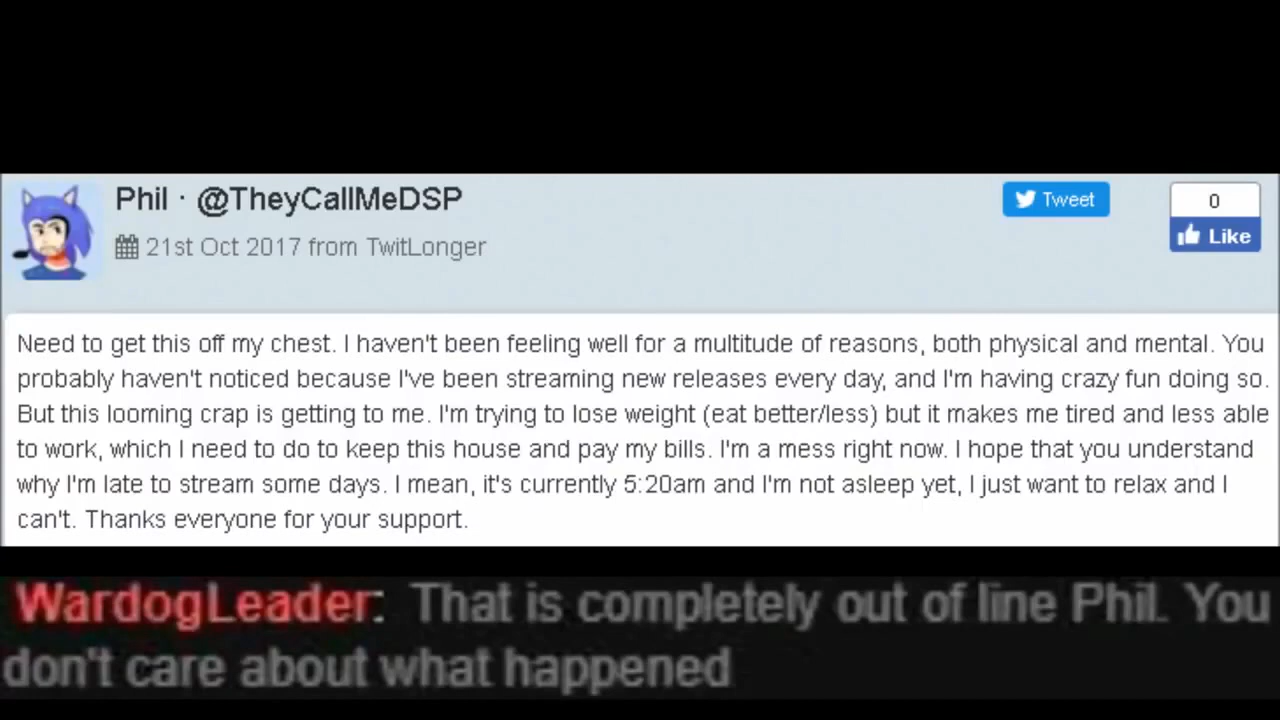 Phil · @TheyCallMeDSP
Tweet
0
Like
21st Oct 2017 from TwitLonger
Need to get this off my chest. I haven't been feeling well for a multitude of reasons, both physical and mental. You
probably haven't noticed because I've been streaming new releases every day, and I'm having crazy fun doing so.
But this looming crap is getting to me. I'm trying to lose weight (eat better/less) but it makes me tired and less able
to work, which I need to do to keep this house and pay my bills. I'm a mess right now. I hope that you understand
why I'm late to stream some days. I mean, it's currently 5:20am and I'm not asleep yet, I just want to relax and I
can't. Thanks everyone for your support.
WardogLeader: That is completely out of line Phil. You
don't care about what happened